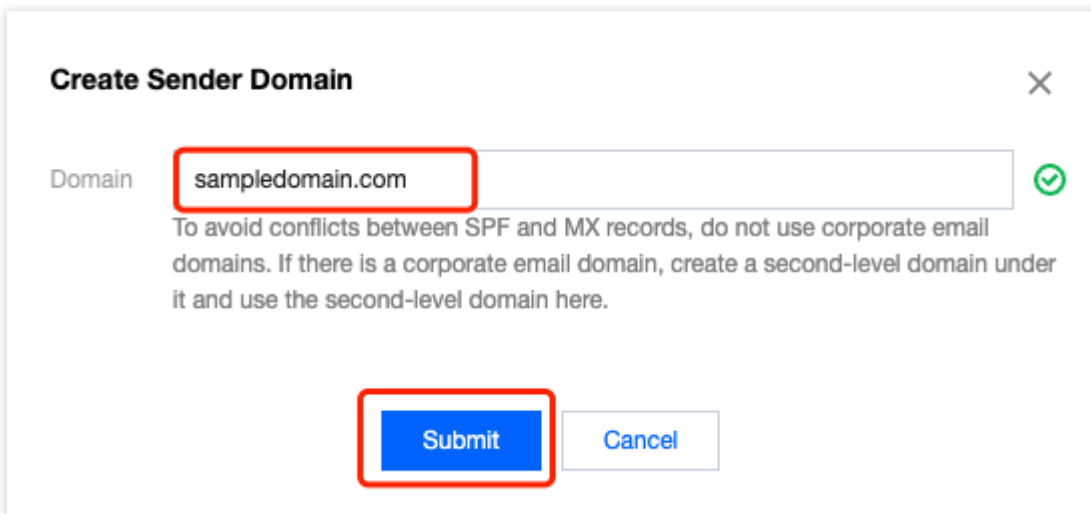 Create Sender Domain
Domain
sampledomain.com
To avoid conflicts between SPF and MX records, do not use corporate email
domains. If there is a corporate email domain, create a second-level domain under
it and use the second-level domain here.
Submit
Cancel